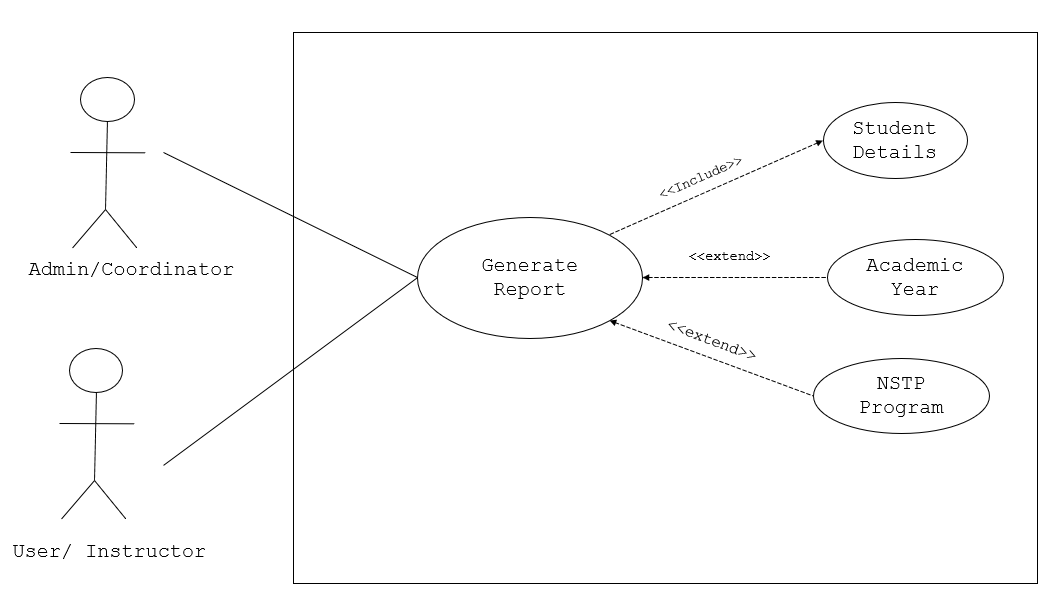 Student
Details
<<Include>>
Generate
Report
<<extend>>
Academic
Year
<<extend>>
NSTP
Program
Admin/Coordinator
User/ Instructor